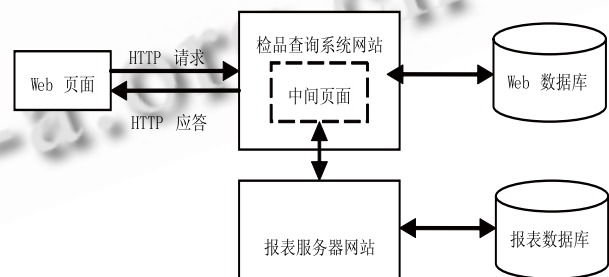 HTTP 请求
检品查询系统网站
Web 页面
中间页面
Web 数据库
HTTP 应答
报表服务器网站
报表数据库